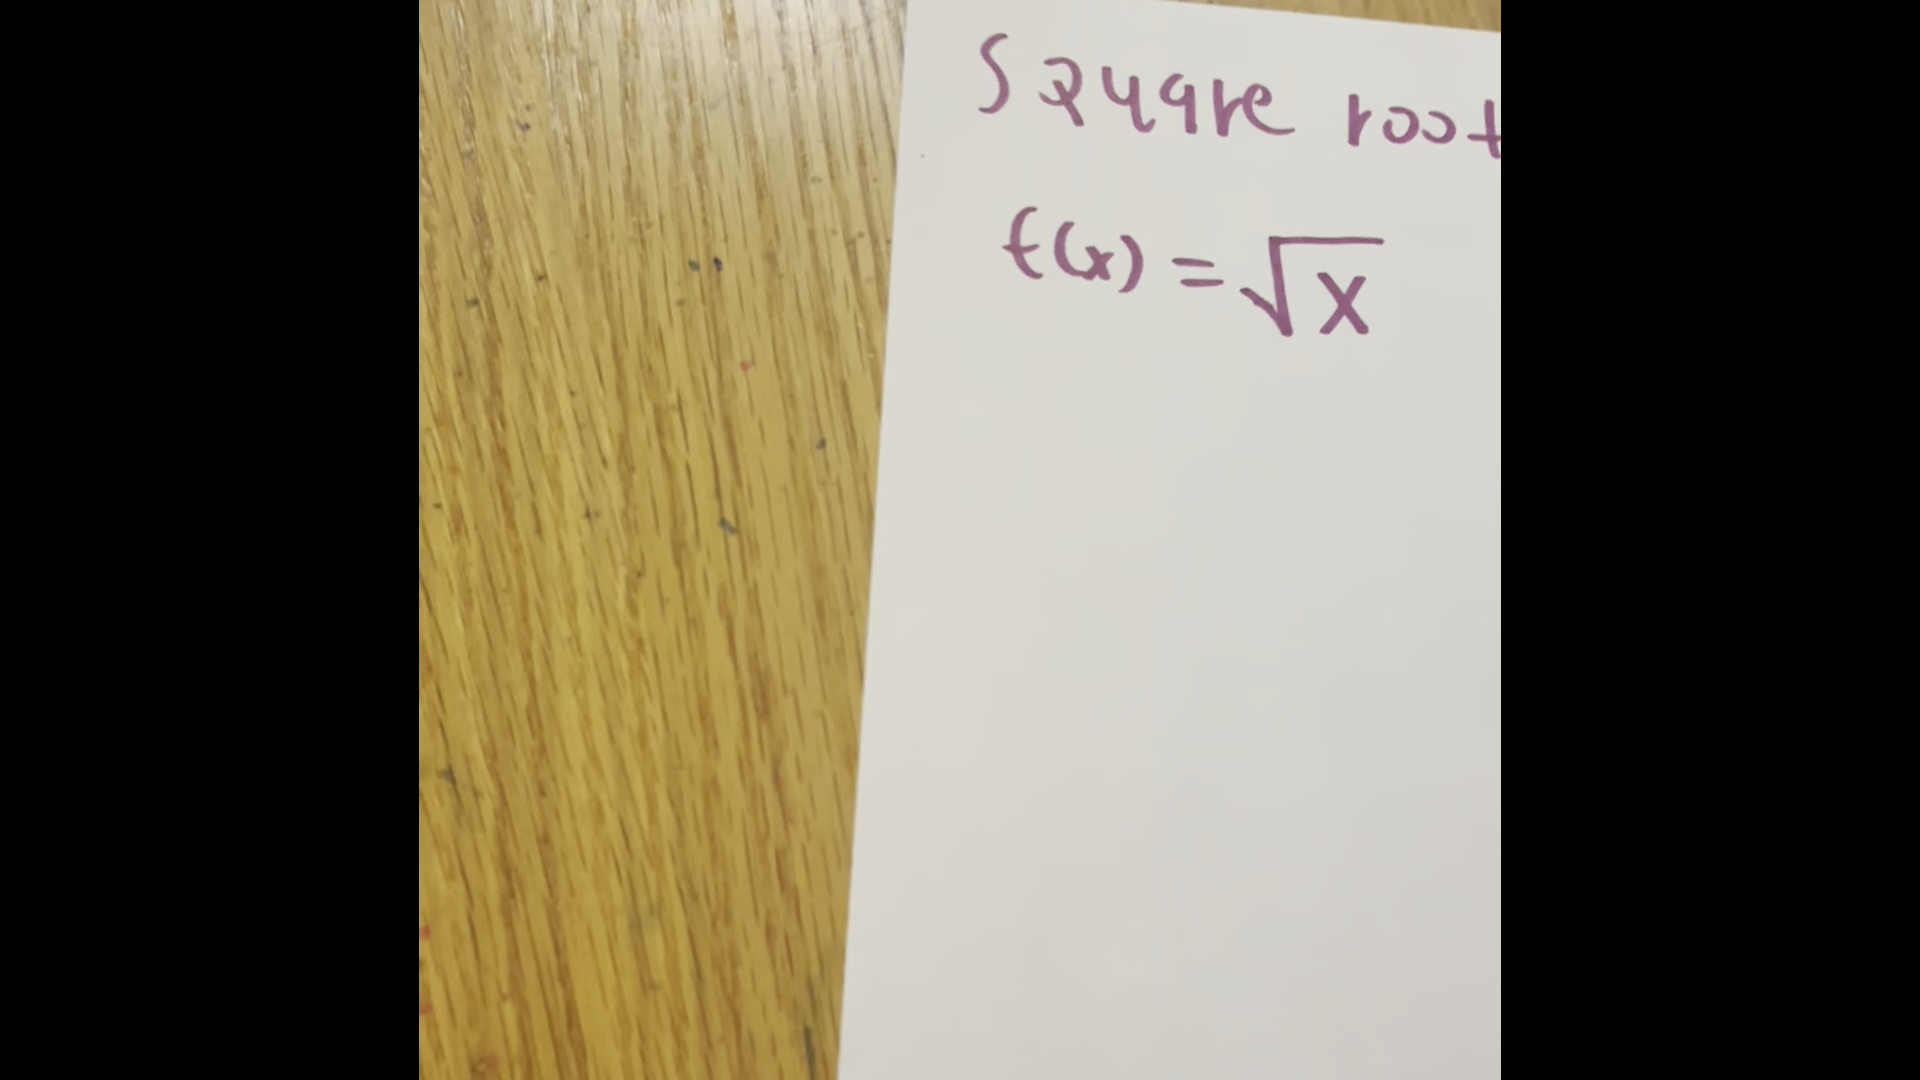 Square root
f(x) = √x